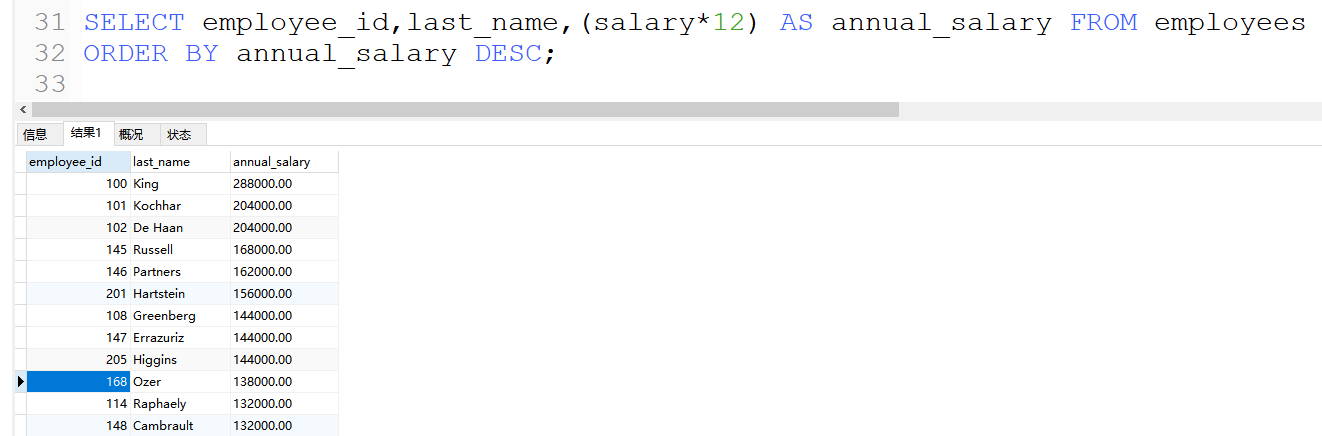 31 SELECT employee_id,last_name,(salary*12) AS annual_salary FROM employees
32 ORDER BY annual_salary DESC;
33
信息 结果1 概况 状态
employee_id last_name annual_salary
100 King 288000.00
101 Kochhar 204000.00
102 De Haan 204000.00
145 Russell 168000.00
146 Partners 162000.00
201 Hartstein 156000.00
108 Greenberg 144000.00
147 Errazuriz 144000.00
205 Higgins 144000.00
168 Ozer 138000.00
114 Raphaely 132000.00
148 Cambrault 132000.00